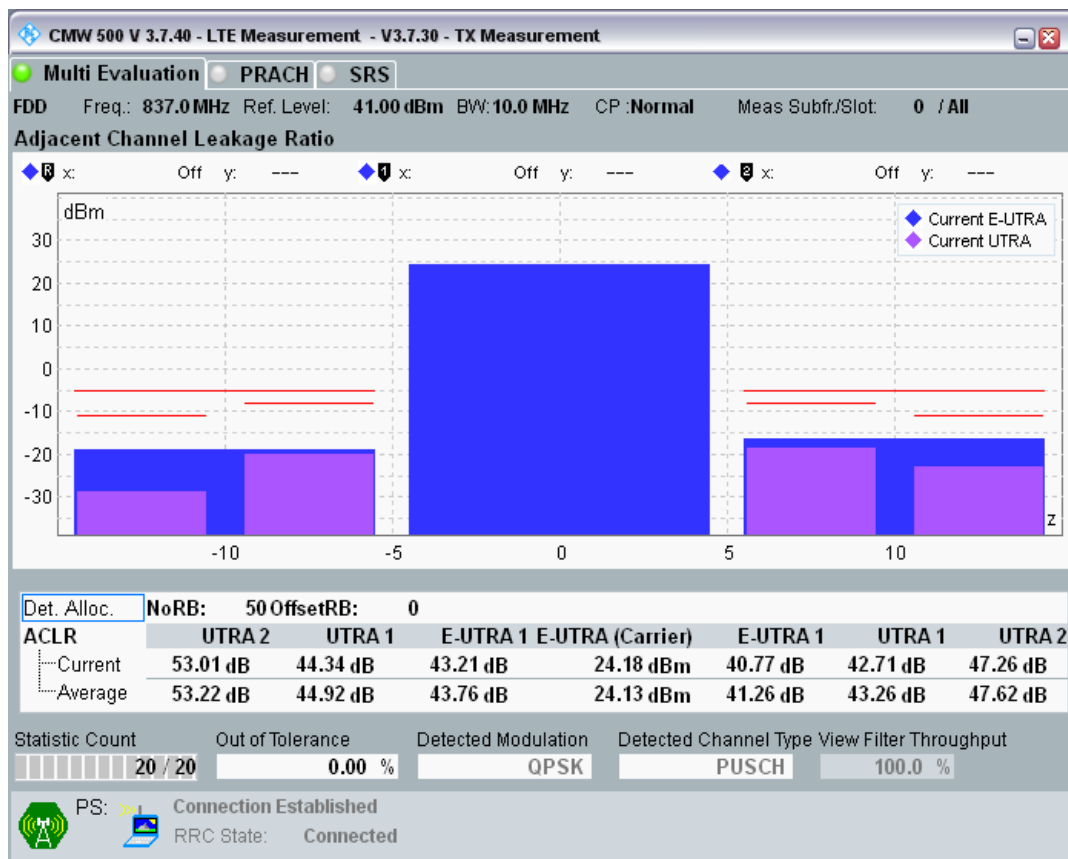 CMW 500 V 3.7.40 - LTE Measurement - V3.7.30 - TX Measurement
Multi Evaluation PRACH SRS
FDD Freq.: 837.0 MHz Ref. Level: 41.00 dBm BW: 10.0 MHz CP :Normal Meas Subfr./Slot: 0 / All
Adjacent Channel Leakage Ratio
R x: Off y: --- 1 x: Off y: --- 2 x: Off y: ---
dBm
Current E-UTRA
Current UTRA
30
20
10
0
-10
-20
-30
z
-10 -5 0 5 10
Det. Alloc. NoRB: 50 OffsetRB: 0
ACLR UTRA 2 UTRA 1 E-UTRA 1 E-UTRA (Carrier) E-UTRA 1 UTRA 1 UTRA 2
Current 53.01 dB 44.34 dB 43.21 dB 24.18 dBm 40.77 dB 42.71 dB 47.26 dB
Average 53.22 dB 44.92 dB 43.76 dB 24.13 dBm 41.26 dB 43.26 dB 47.62 dB
Statistic Count Out of Tolerance Detected Modulation Detected Channel Type View Filter Throughput
20 / 20 0.00 % QPSK PUSCH 100.0 %
PS: Connection Established
RRC State: Connected